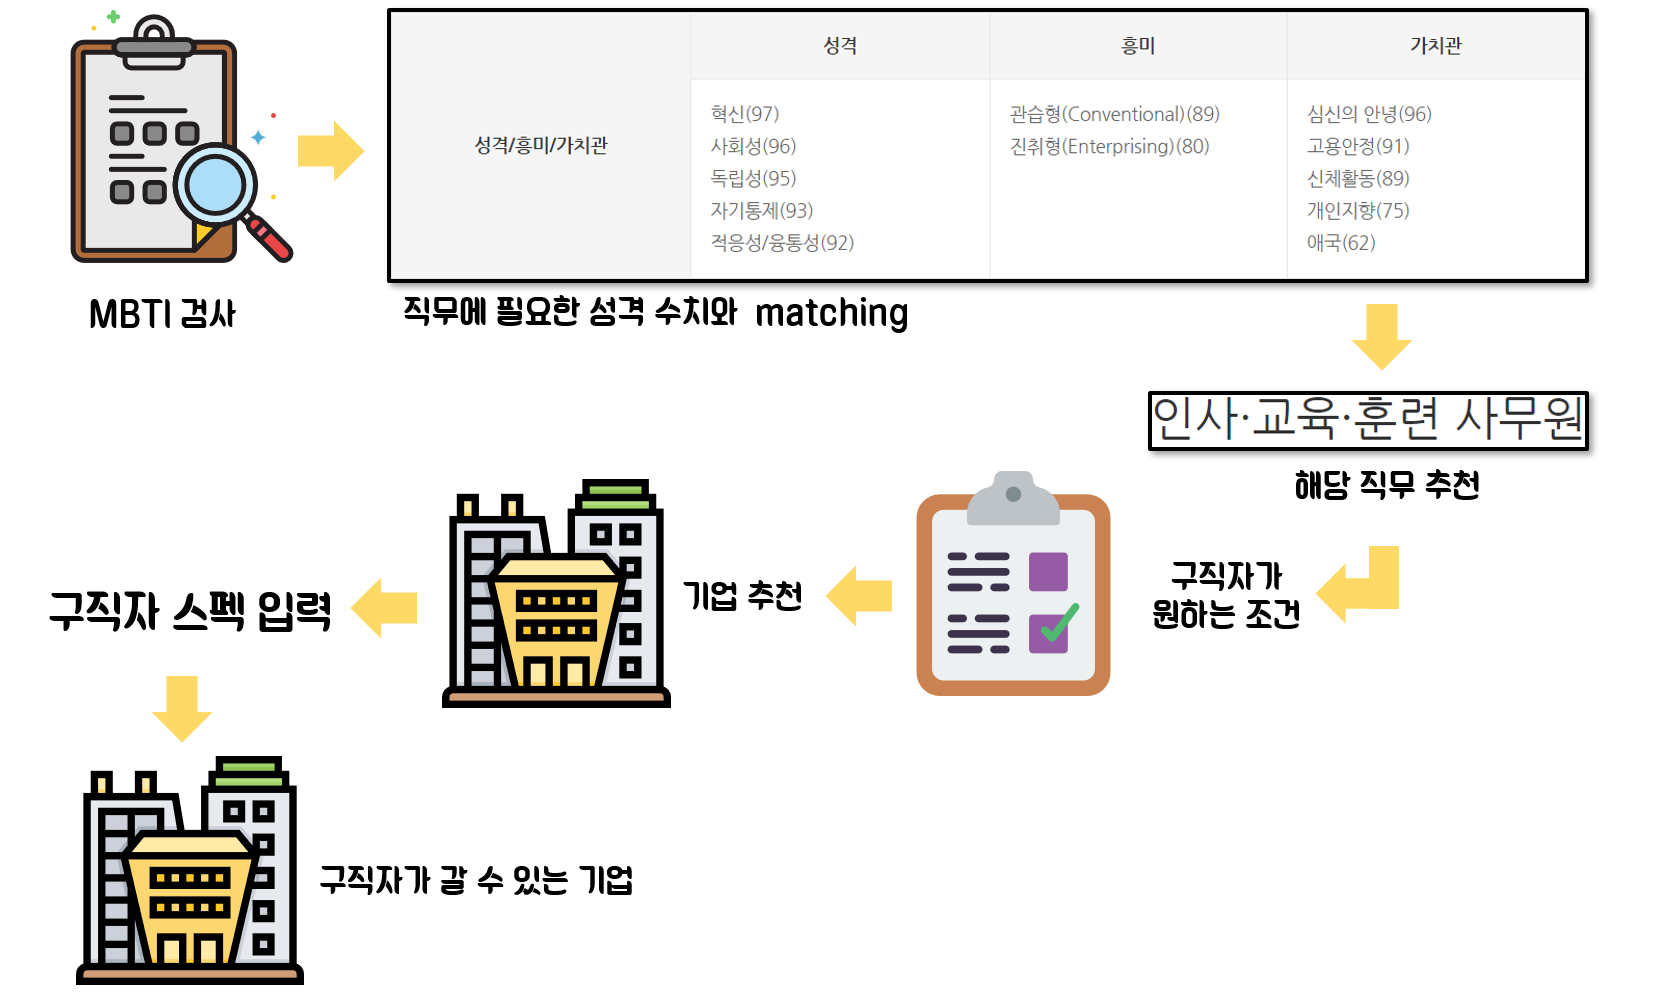 성격
흥미
가치관
성격/흥미/가치관
혁신(97)
사회성(96)
독립성(95)
자기통제(93)
적응성/융통성(92)
관습형(Conventional)(89)
진취형(Enterprising)(80)
심신의 안녕(96)
고용안정(91)
신체활동(89)
개인지향(75)
애국(62)
MBTI 검사
직무에 필요한 성격 수치와 matching
인사·교육·훈련 사무원
해당 직무 추천
구직자가
원하는 조건
기업 추천
구직자 스펙 입력
구직자가 갈 수 있는 기업